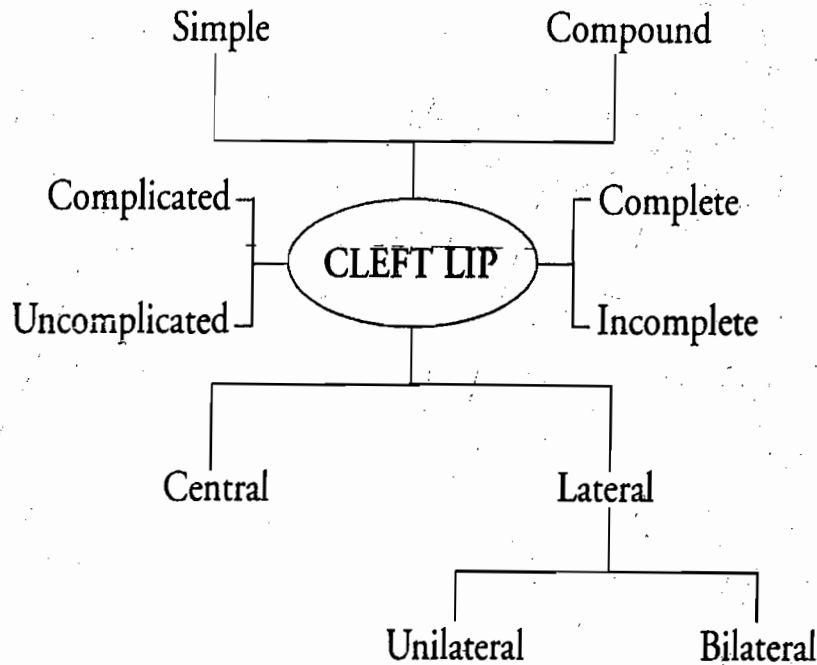 Simple
Compound
Complicated
Complete
CLEFT LIP
Uncomplicated
Incomplete
Central
Lateral
Unilateral
Bilateral